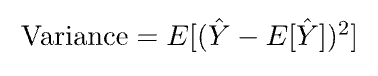 Variance = E[(Ŷ − E[Ŷ])²]